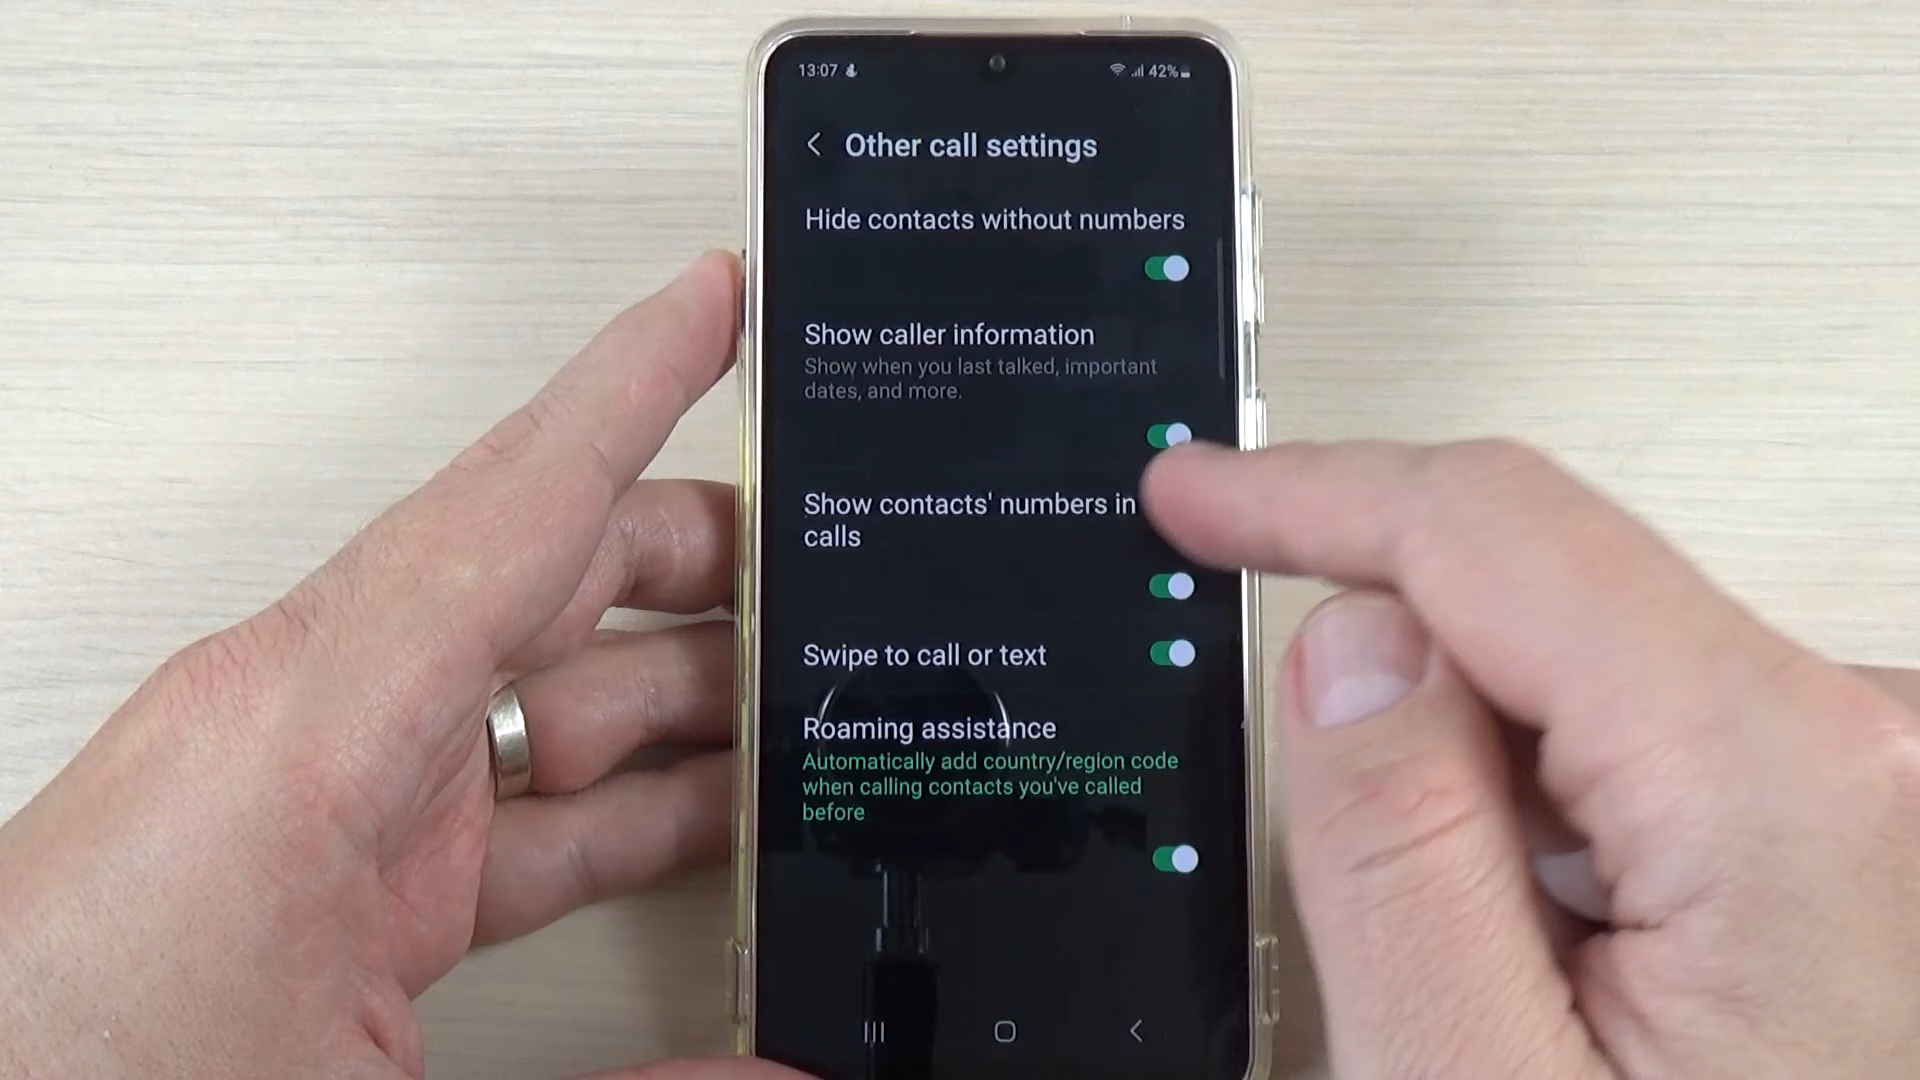 13:07
42%
Other call settings
Hide contacts without numbers
Show caller information
Show when you last talked, important
dates, and more.
Show contacts' numbers in
calls
Swipe to call or text
Roaming assistance
Automatically add country/region code
when calling contacts you've called
before